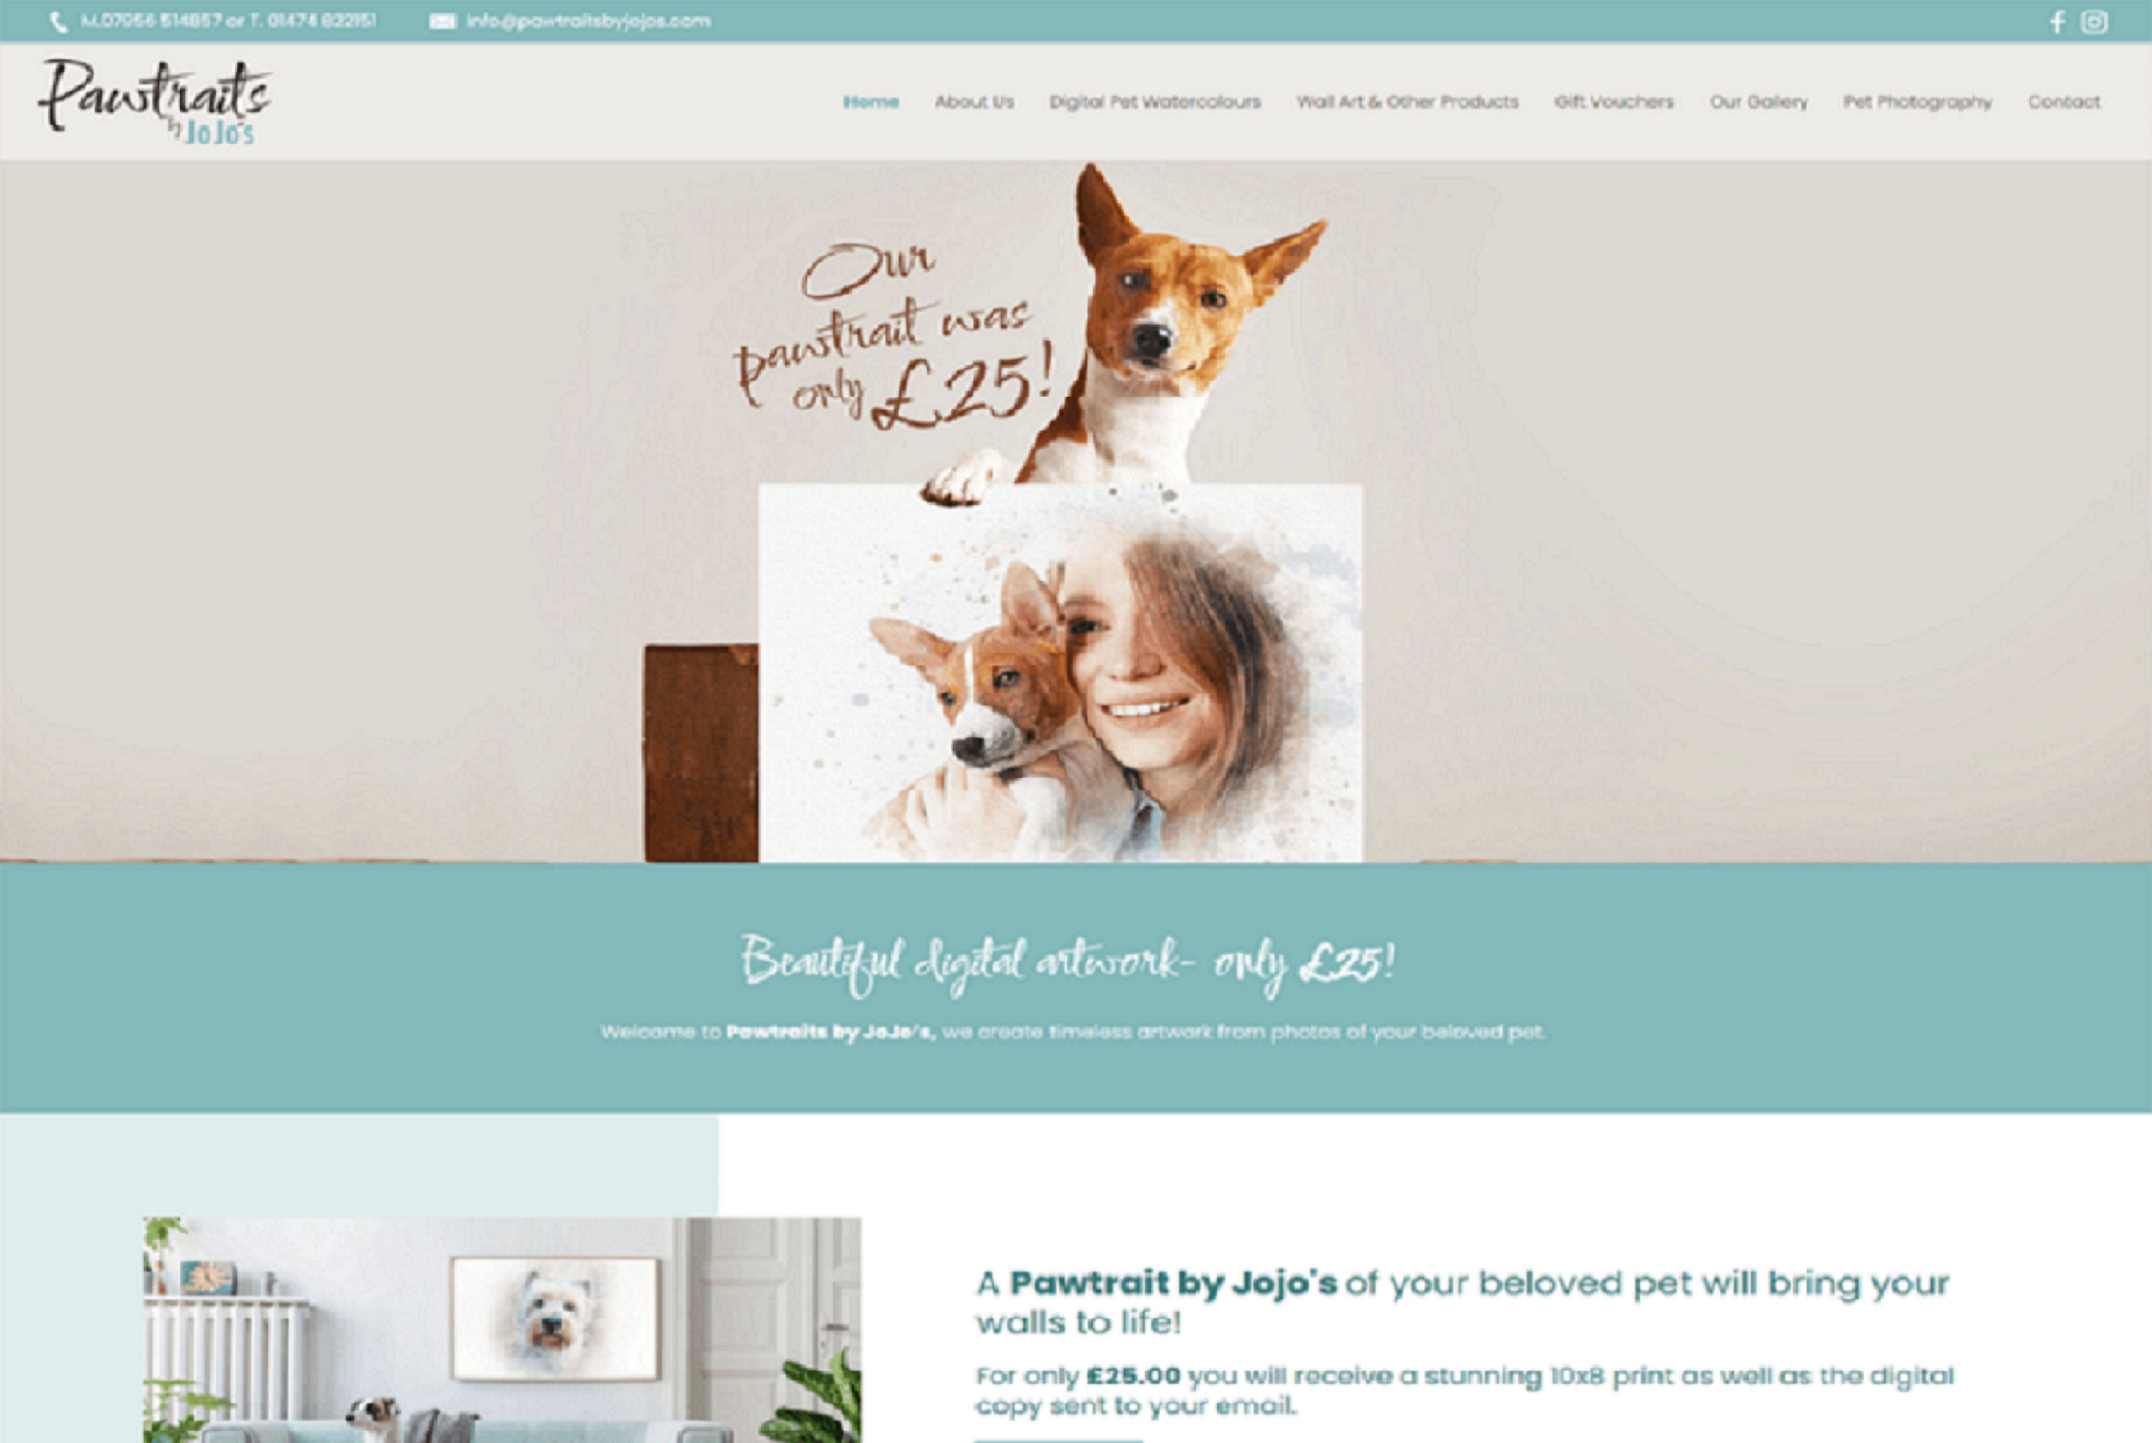 M.07956 514857 or T. 01474 822151
info@pawtraitsbyjojos.com
Pawtraits
by JoJo's
Home About Us Digital Pet Watercolours Wall Art & Other Products Gift Vouchers Our Gallery Pet Photography Contact
Our
pawtrait was
only £25!
Beautiful digital artwork- only £25!
Welcome to Pawtraits by JoJo's, we create timeless artwork from photos of your beloved pet.
A Pawtrait by Jojo's of your beloved pet will bring your
walls to life!
For only £25.00 you will receive a stunning 10x8 print as well as the digital
copy sent to your email.